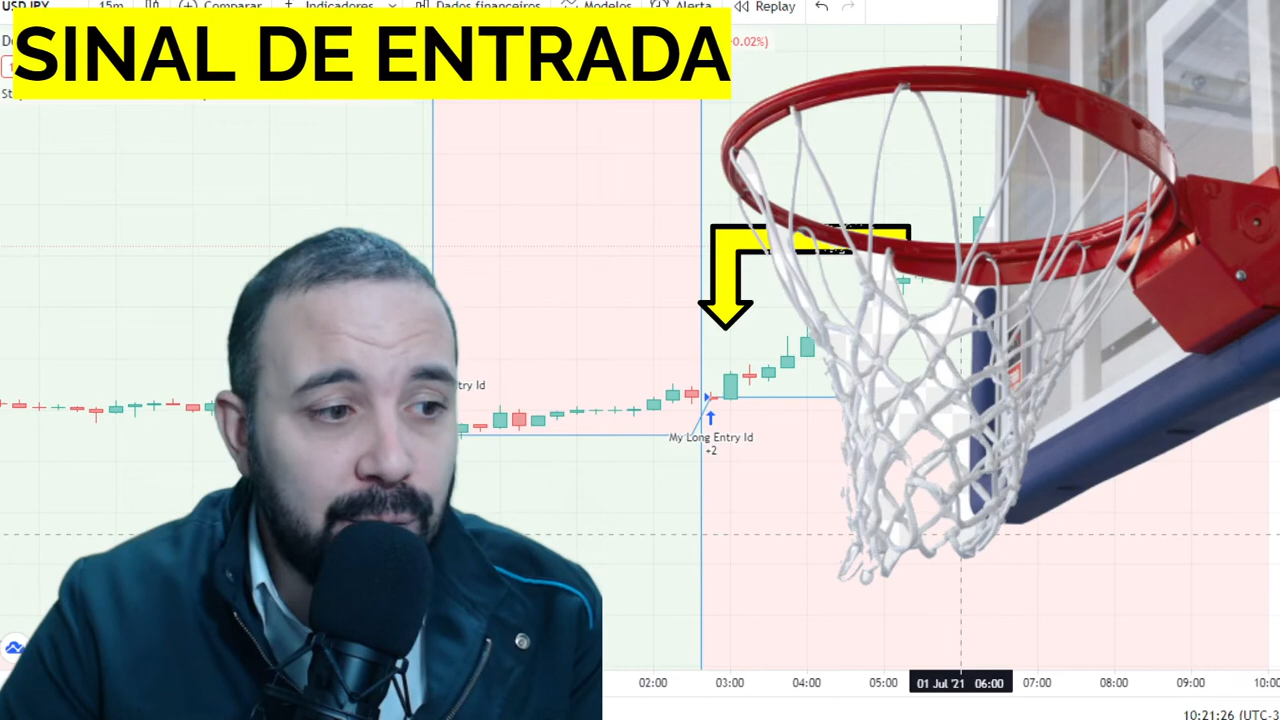 USDJPY 15m Comparar Indicadores Dados financeiros Modelos Alerta Replay
SINAL DE ENTRADA
0.02%)
try Id
My Long Entry Id
+2
02:00 03:00 04:00 05:00 01 Jul '21 06:00 07:00 08:00 09:00 10:00
10:21:26 (UTC-3